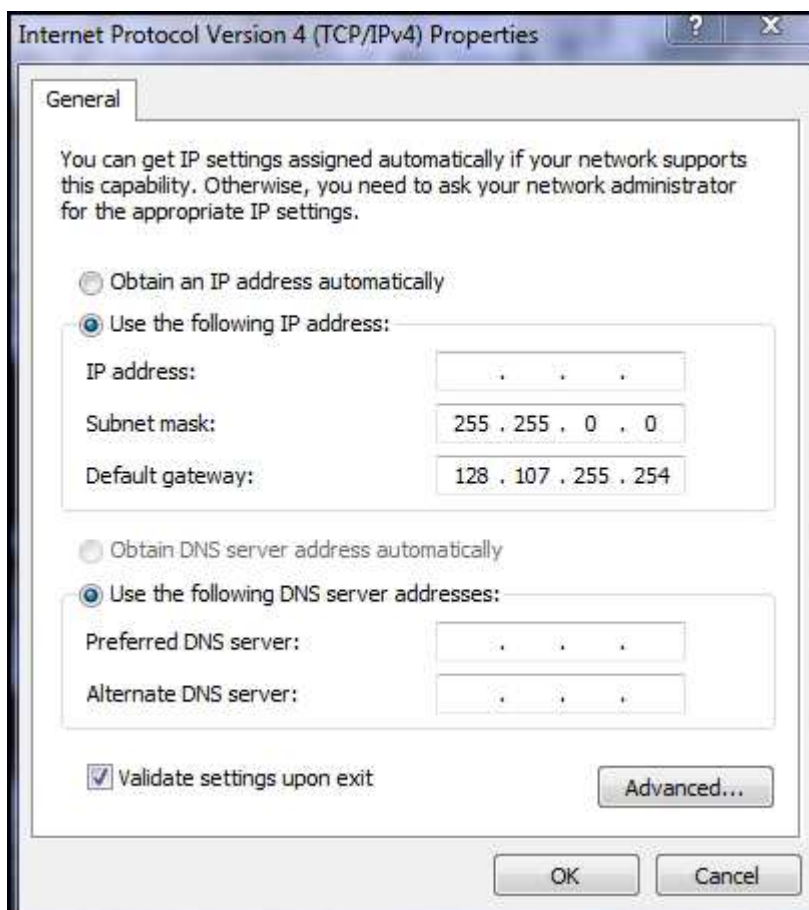 Internet Protocol Version 4 (TCP/IPv4) Properties
?
X
General
You can get IP settings assigned automatically if your network supports
this capability. Otherwise, you need to ask your network administrator
for the appropriate IP settings.
Obtain an IP address automatically
Use the following IP address:
IP address: . . .
Subnet mask: 255 . 255 . 0 . 0
Default gateway: 128 . 107 . 255 . 254
Obtain DNS server address automatically
Use the following DNS server addresses:
Preferred DNS server: . . .
Alternate DNS server: . . .
Validate settings upon exit
Advanced...
OK Cancel